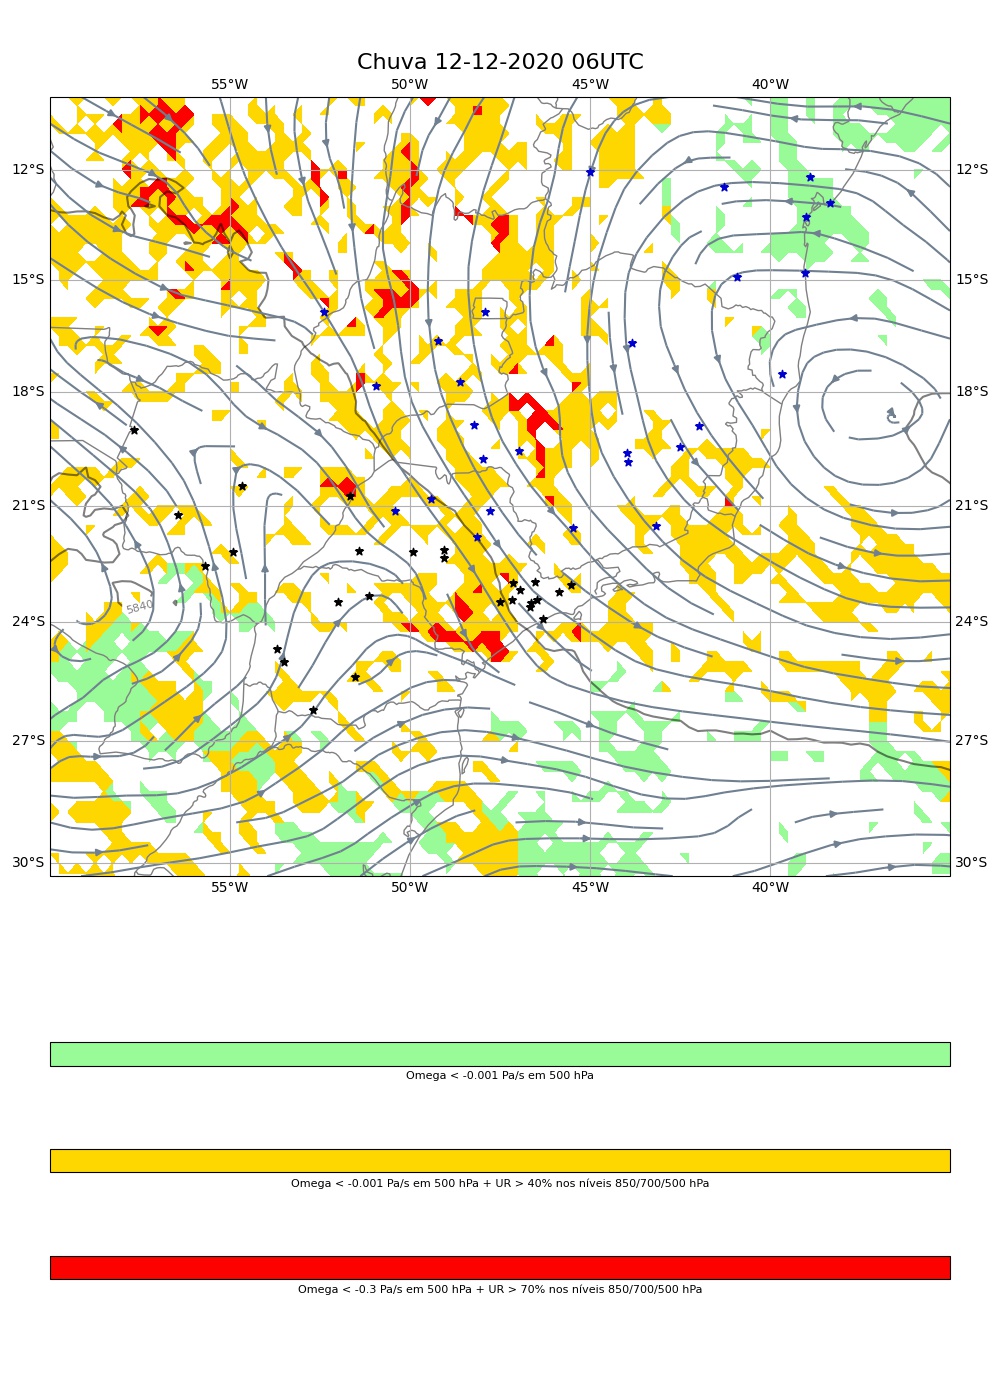 Chuva 12-12-2020 06UTC
55°W 50°W 45°W 40°W
12°S 12°S
15°S 15°S
18°S 18°S
21°S 21°S
5840
24°S 24°S
27°S 27°S
30°S 30°S
55°W 50°W 45°W 40°W
Omega < -0.001 Pa/s em 500 hPa
Omega < -0.001 Pa/s em 500 hPa + UR > 40% nos níveis 850/700/500 hPa
Omega < -0.3 Pa/s em 500 hPa + UR > 70% nos níveis 850/700/500 hPa